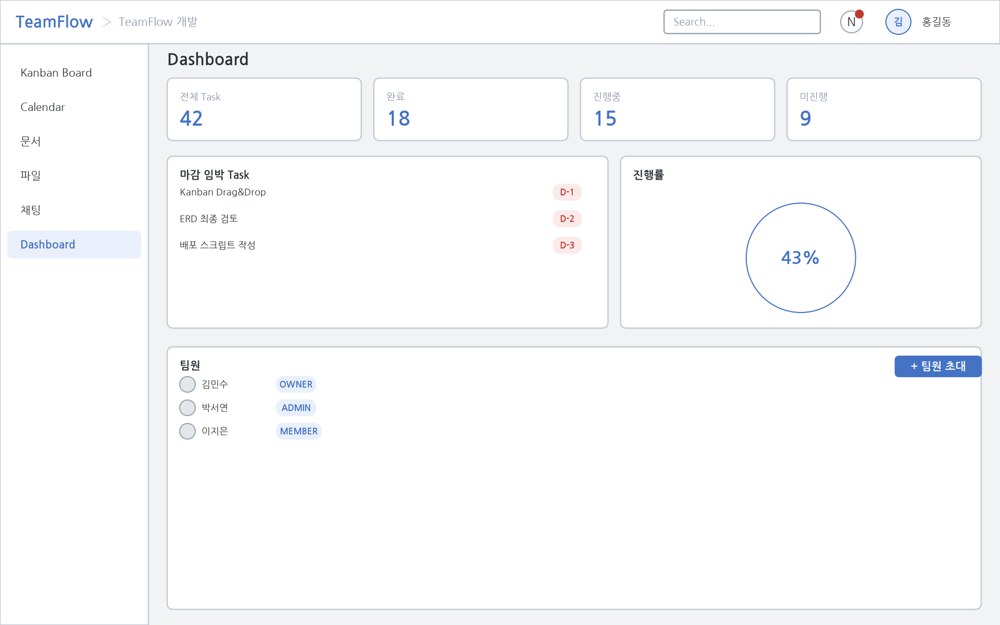 TeamFlow > TeamFlow 개발
Search...
N
김
홍길동
Kanban Board
Calendar
문서
파일
채팅
Dashboard
Dashboard
전체 Task
42
완료
18
진행중
15
미진행
9
마감 임박 Task
Kanban Drag&Drop D-1
ERD 최종 검토 D-2
배포 스크립트 작성 D-3
진행률
43%
팀원
+ 팀원 초대
김민수 OWNER
박서연 ADMIN
이지은 MEMBER